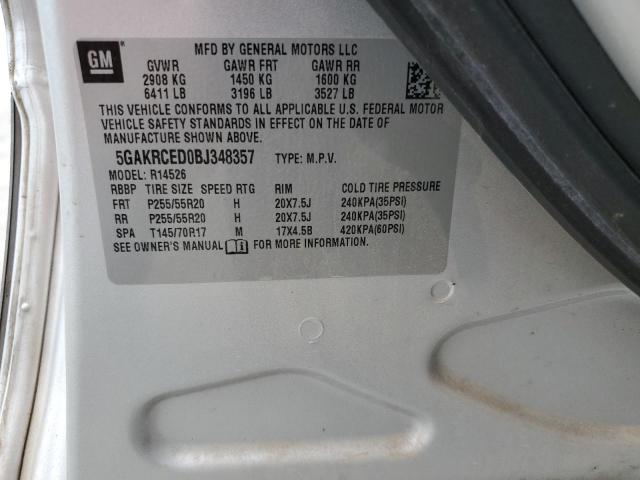 GM
MFD BY GENERAL MOTORS LLC
GVWR GAWR FRT GAWR RR
2908 KG 1450 KG 1600 KG
6411 LB 3196 LB 3527 LB
THIS VEHICLE CONFORMS TO ALL APPLICABLE U.S. FEDERAL MOTOR
VEHICLE SAFETY STANDARDS IN EFFECT ON THE DATE OF
MANUFACTURE SHOWN ABOVE.
5GAKRCED0BJ348357 TYPE: M.P.V.
MODEL: R14526
RBBP TIRE SIZE SPEED RTG RIM COLD TIRE PRESSURE
FRT P255/55R20 H 20X7.5J 240KPA(35PSI)
RR P255/55R20 H 20X7.5J 240KPA(35PSI)
SPA T145/70R17 M 17X4.5B 420KPA(60PSI)
SEE OWNER'S MANUAL FOR MORE INFORMATION.